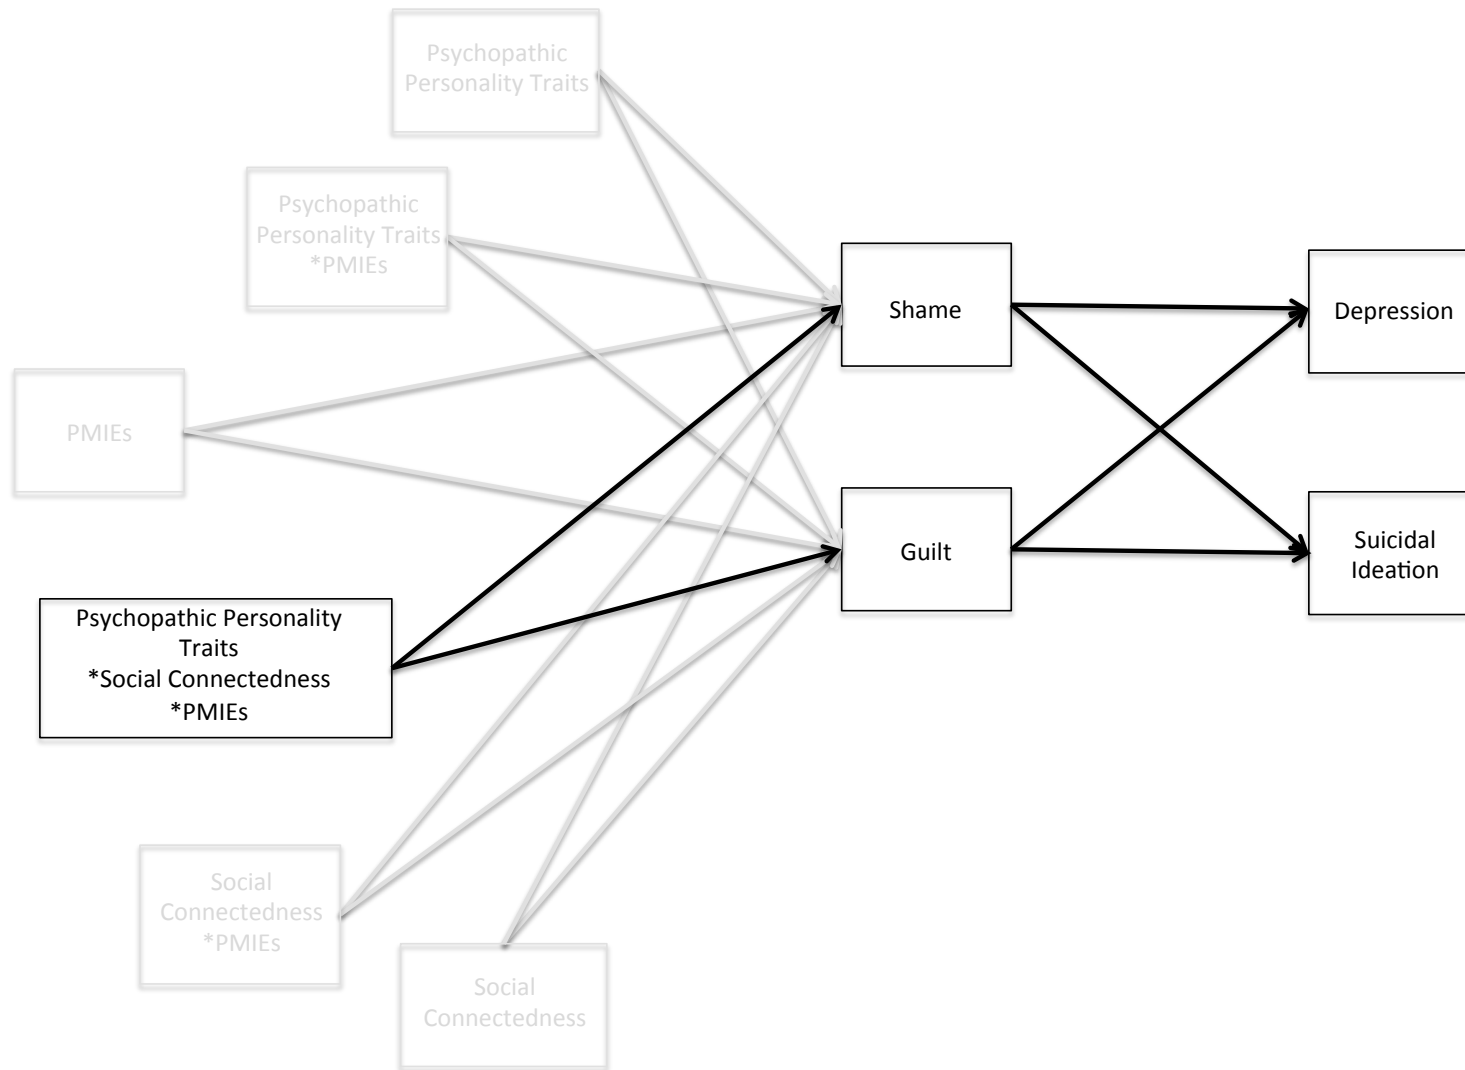 Psychopathic
Personality Traits
Psychopathic
Personality Traits
*PMIEs
Shame
Depression
PMIEs
Guilt
Suicidal
Ideation
Psychopathic Personality
Traits
*Social Connectedness
*PMIEs
Social
Connectedness
*PMIEs
Social
Connectedness